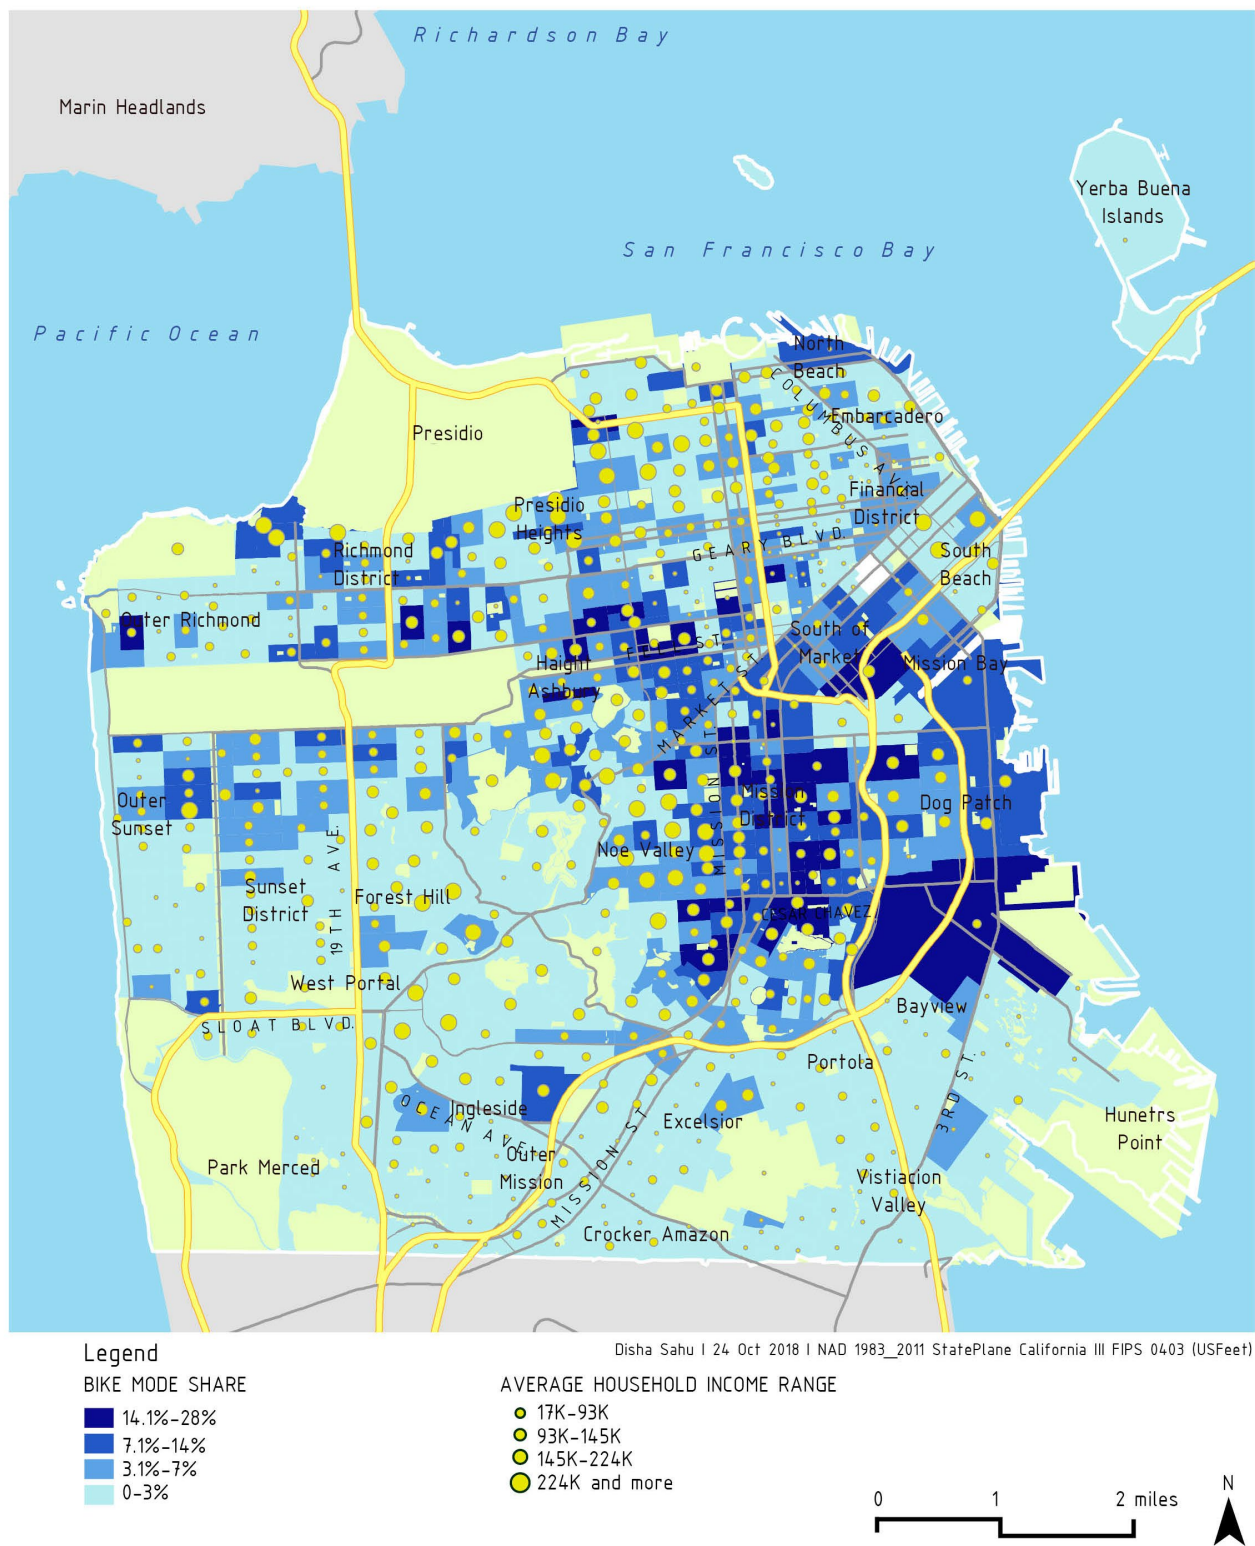 Richardson Bay
Marin Headlands
Yerba Buena
Islands
San Francisco Bay
Pacific Ocean
North
Beach
COLUMBUS AVE
Embarcadero
Presidio
Financial
District
Presidio
Heights
GEARY BLVD.
Richmond
District
South
Beach
Outer Richmond
South of
Market
FELL ST.
Haight
Ashbury
Mission Bay
MARKET ST
MISSION ST
Mission
District
Outer
Sunset
Dog Patch
19TH AVE.
Noe Valley
Sunset
District
Forest Hill
CESAR CHAVEZ
West Portal
Bayview
SLOAT BLVD.
Portola
3RD ST.
OCEAN AVE
Ingleside
Excelsior
Hunetrs
Point
Outer
Mission
MISSION ST
Park Merced
Vistiacion
Valley
Crocker Amazon
Legend
Disha Sahu | 24 Oct 2018 | NAD 1983_2011 StatePlane California III FIPS 0403 (USFeet)
BIKE MODE SHARE
14.1%-28%
7.1%-14%
3.1%-7%
0-3%
AVERAGE HOUSEHOLD INCOME RANGE
17K-93K
93K-145K
145K-224K
224K and more
0 1 2 miles
N